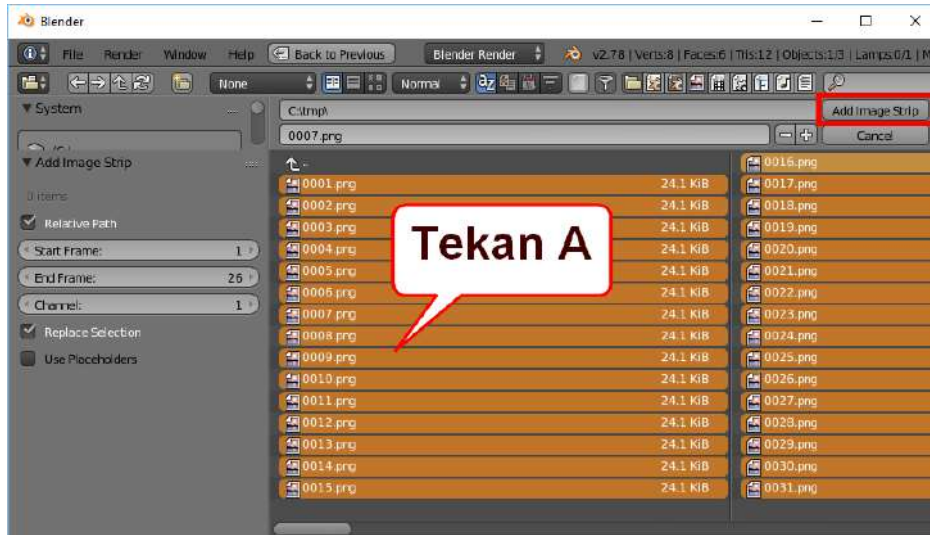 Blender
File Render Window Help Back to Previous Blender Render v2.78 | Verts:8 | Faces:6 | Tris:12 | Objects:1/3 | Lamps:0/1 | M
None Normal
System
C:\tmp\ Add Image Strip
0007.png Cancel
Add Image Strip
0 items
Relative Path
Start Frame: 1
End Frame: 26
Channel: 1
Replace Selection
Use Placeholders
..
0001.png 24.1 KiB
0002.png 24.1 KiB
0003.png 24.1 KiB
0004.png 24.1 KiB
0005.png 24.1 KiB
0006.png 24.1 KiB
0007.png 24.1 KiB
0008.png 24.1 KiB
0009.png 24.1 KiB
0010.png 24.1 KiB
0011.png 24.1 KiB
0012.png 24.1 KiB
0013.png 24.1 KiB
0014.png 24.1 KiB
0015.png 24.1 KiB
0016.png
0017.png
0018.png
0019.png
0020.png
0021.png
0022.png
0023.png
0024.png
0025.png
0026.png
0027.png
0028.png
0029.png
0030.png
0031.png
Tekan A